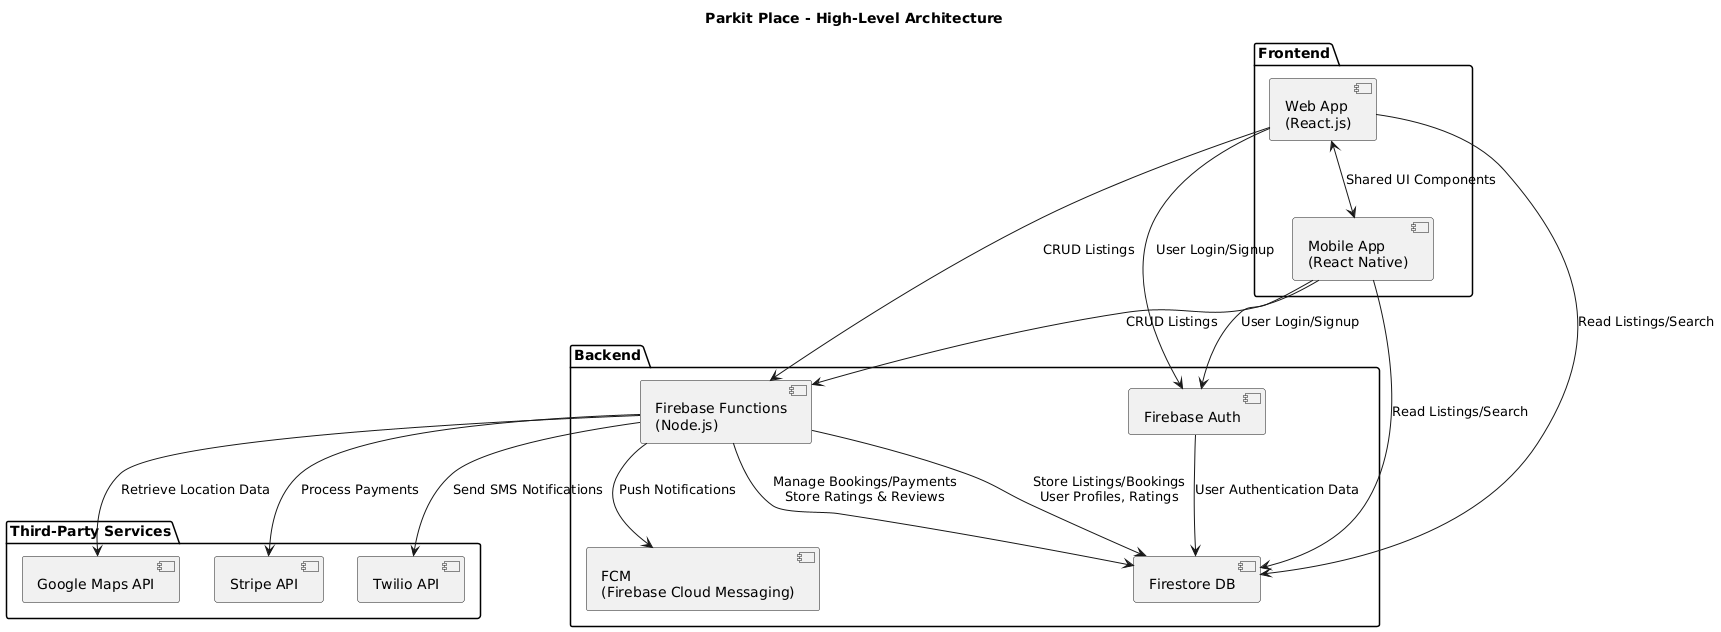 Parkit Place - High-Level Architecture
Frontend
Web App
(React.js)
Shared UI Components
Mobile App
(React Native)
CRUD Listings
User Login/Signup
CRUD Listings
User Login/Signup
Read Listings/Search
Read Listings/Search
Backend
Firebase Functions
(Node.js)
Firebase Auth
Retrieve Location Data
Process Payments
Send SMS Notifications
Push Notifications
Manage Bookings/Payments
Store Ratings & Reviews
Store Listings/Bookings
User Profiles, Ratings
User Authentication Data
Third-Party Services
Google Maps API
Stripe API
Twilio API
FCM
(Firebase Cloud Messaging)
Firestore DB